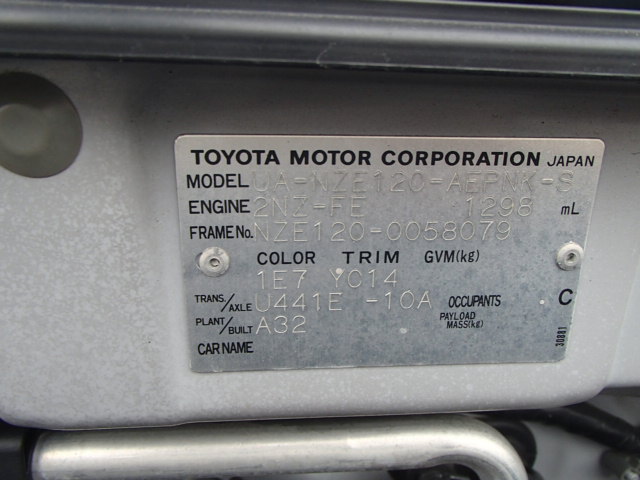 TOYOTA MOTOR CORPORATION JAPAN
MODEL UA-NZE120-AEPNK-S
ENGINE 2NZ-FE 1298 mL
FRAME No. NZE120-0058079
COLOR TRIM GVM(kg)
1E7 YC14
TRANS./AXLE U441E -10A OCCUPANTS C
PLANT/BUILT A32 PAYLOAD MASS(kg)
CAR NAME
30881